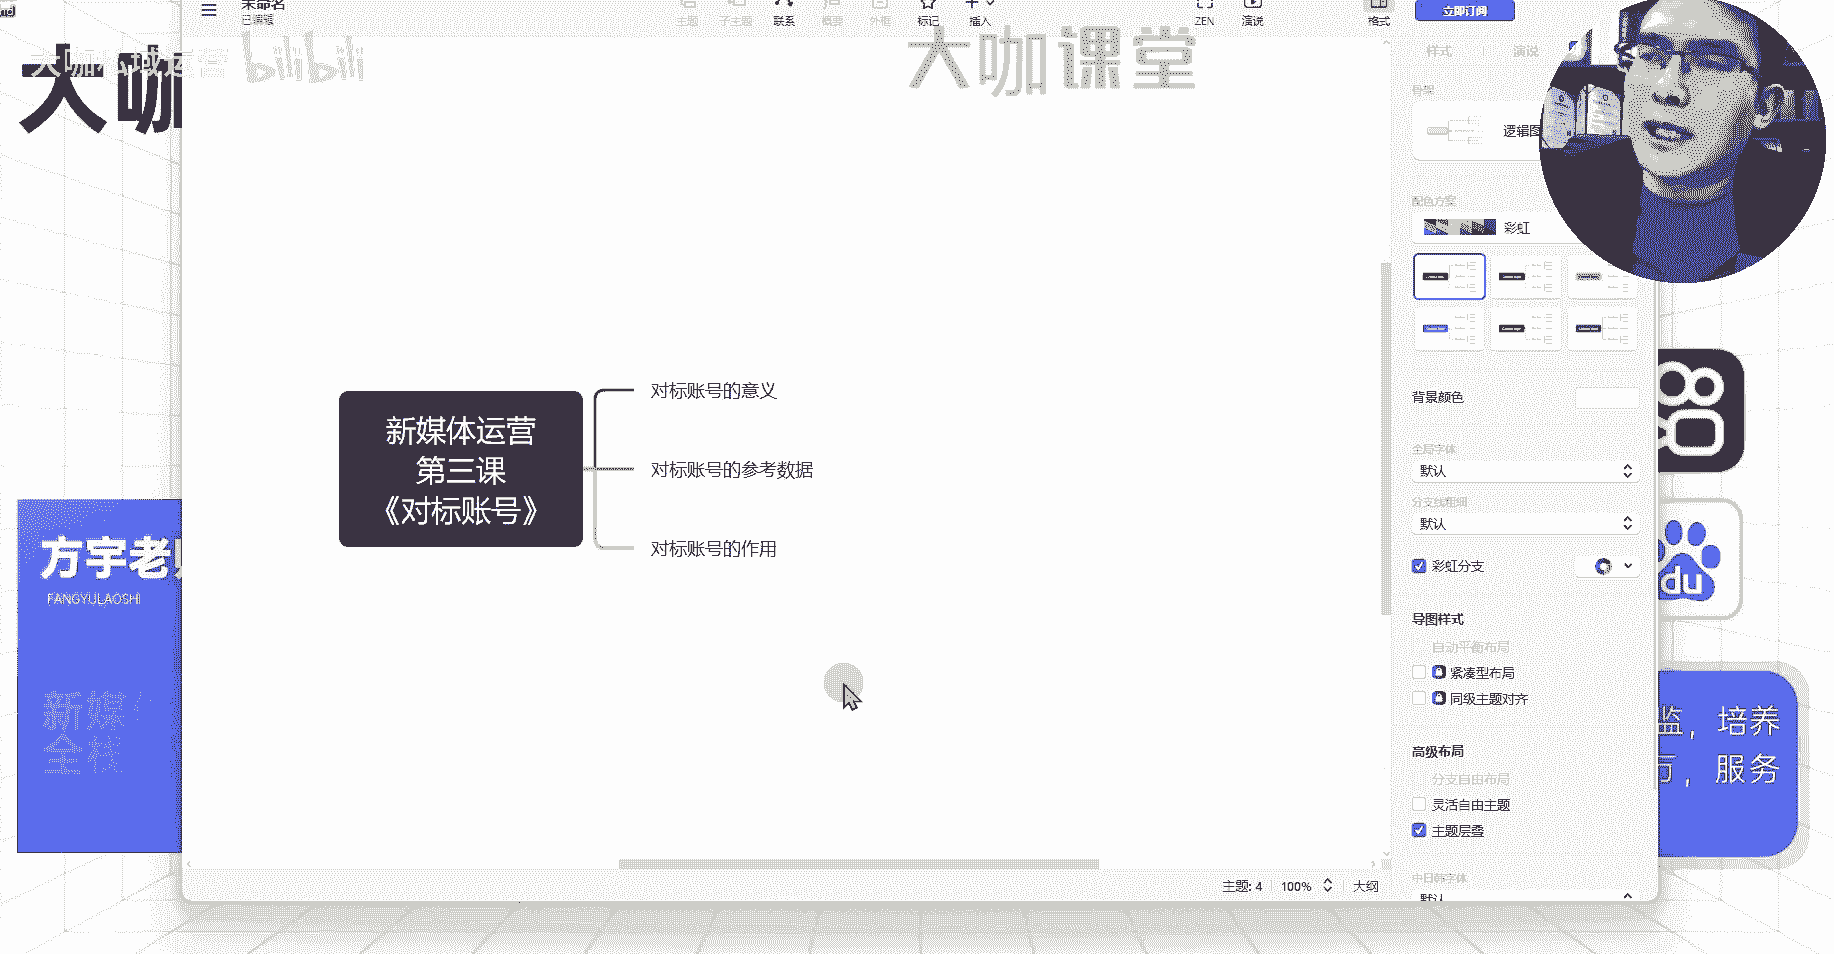 未命名
已编辑
主题
子主题
联系
概要
外框
标记
插入
ZEN
演说
格式
立即订阅
大咖私域运营
bilibili
大咖课堂
大咖
样式
演说
骨架
逻辑图
配色方案
彩虹
新媒体运营
第三课
《对标账号》
对标账号的意义
对标账号的参考数据
对标账号的作用
背景颜色
全局字体
默认
分支线粗细
默认
彩虹分支
导图样式
自动平衡布局
紧凑型布局
同级主题对齐
高级布局
分支自由布局
灵活自由主题
主题层叠
中日韩字体
默认
主题: 4
100%
大纲
方宇老
FANGYULAOSHI
新媒
全栈
du
监，培养
万，服务